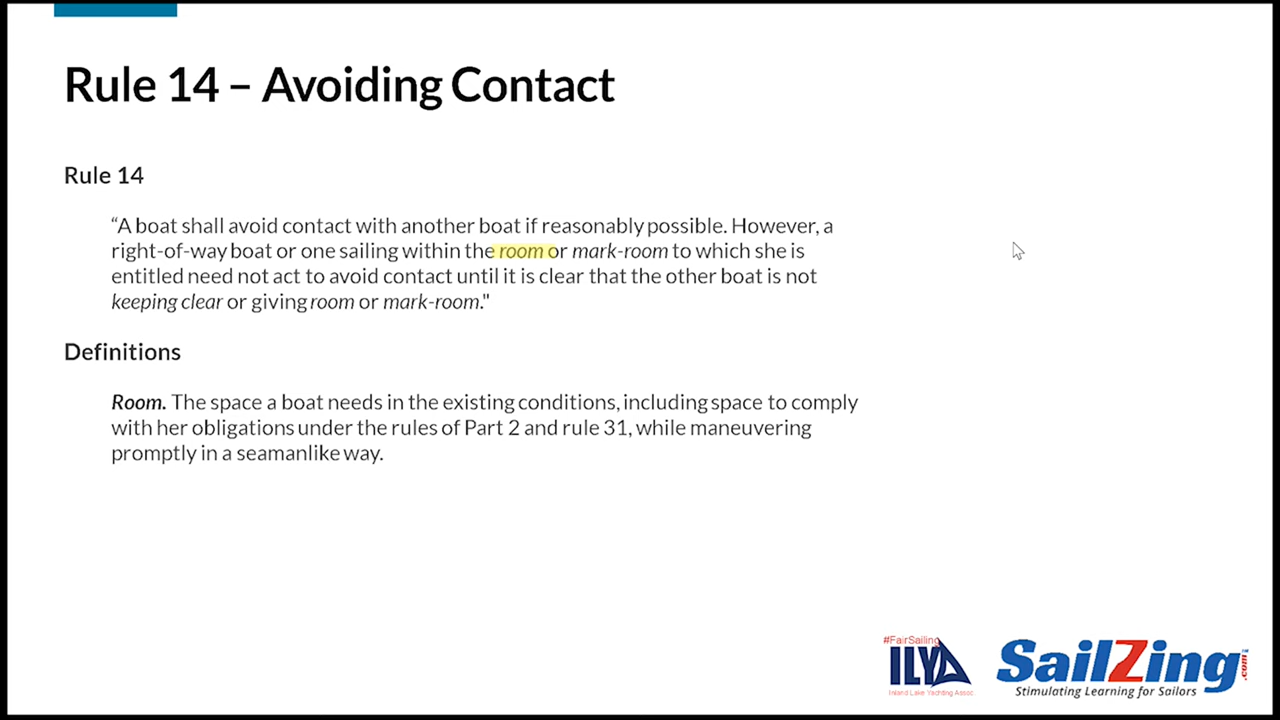 Rule 14 – Avoiding Contact
Rule 14
“A boat shall avoid contact with another boat if reasonably possible. However, a
right-of-way boat or one sailing within the room or mark-room to which she is
entitled need not act to avoid contact until it is clear that the other boat is not
keeping clear or giving room or mark-room."
Definitions
Room. The space a boat needs in the existing conditions, including space to comply
with her obligations under the rules of Part 2 and rule 31, while maneuvering
promptly in a seamanlike way.
#FairSailing
ILYA
Inland Lake Yachting Assoc.
SailZing.com™
Stimulating Learning for Sailors